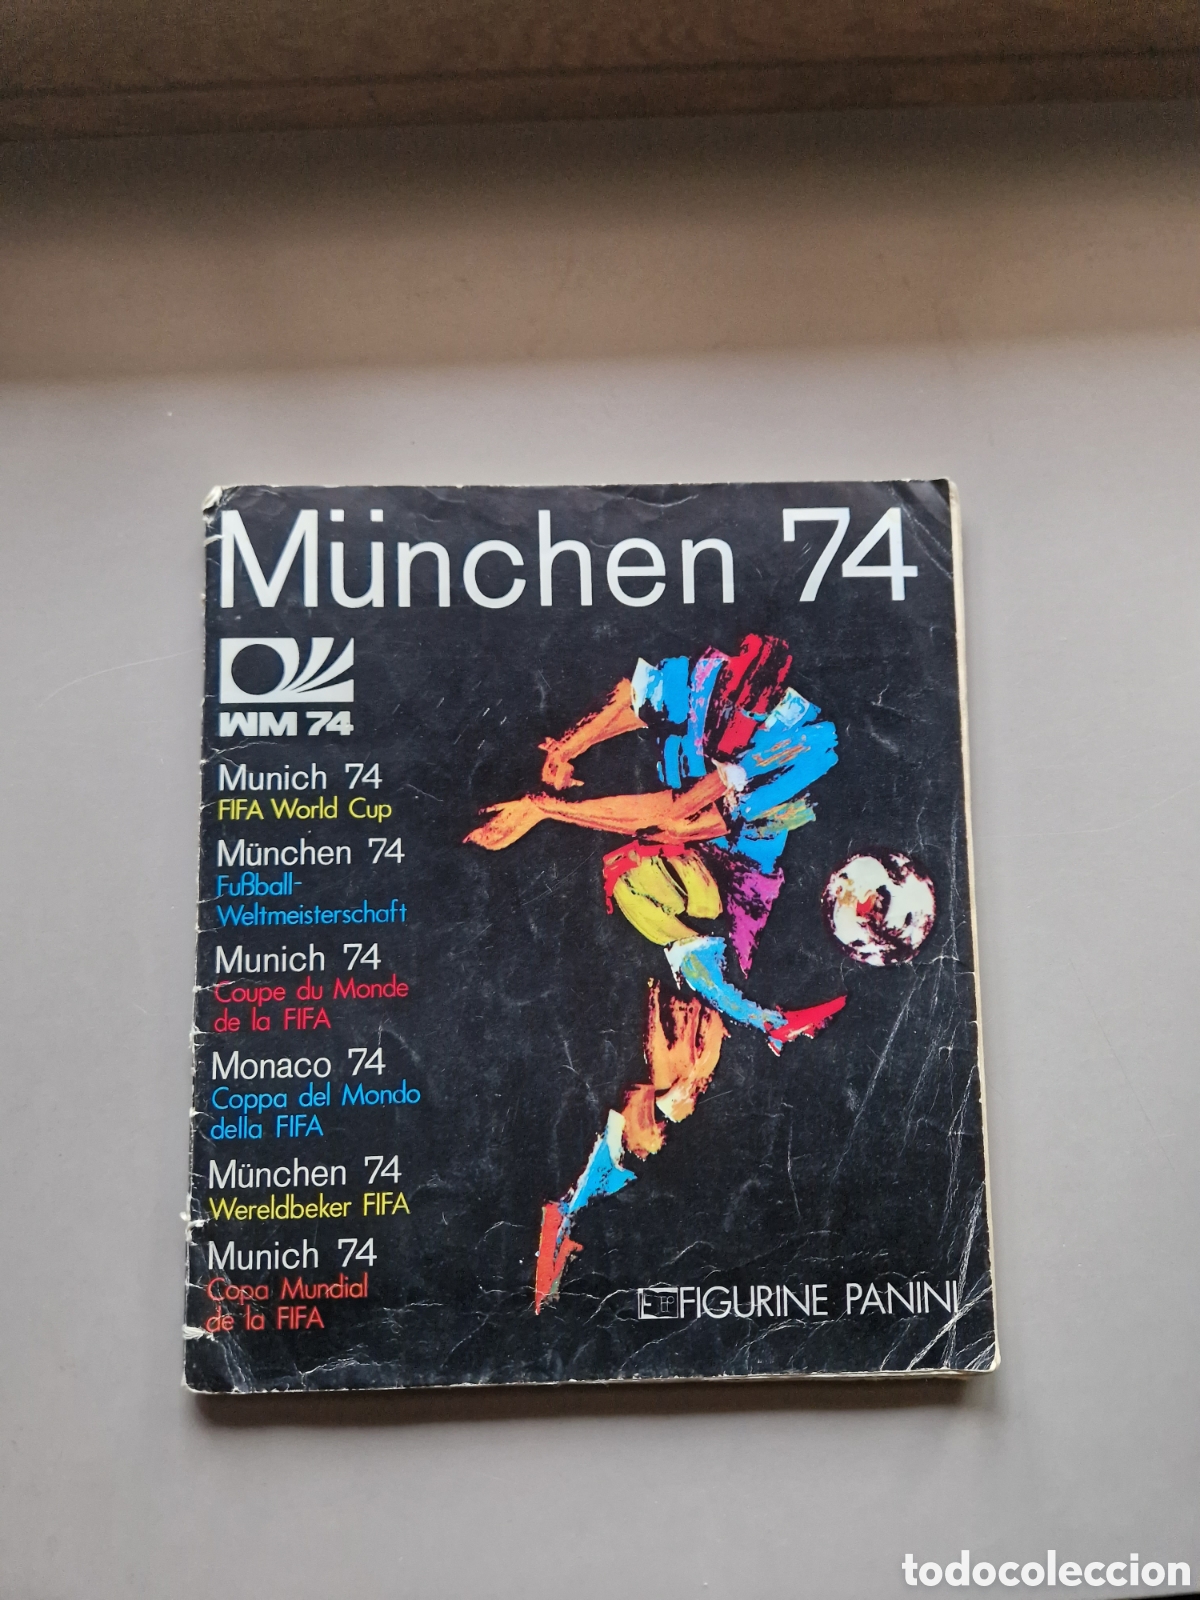 München 74
WM 74
Munich 74
FIFA World Cup
München 74
Fußball-
Weltmeisterschaft
Munich 74
Coupe du Monde
de la FIFA
Monaco 74
Coppa del Mondo
della FIFA
München 74
Wereldbeker FIFA
Munich 74
Copa Mundial
de la FIFA
FIGURINE PANINI
todocoleccion